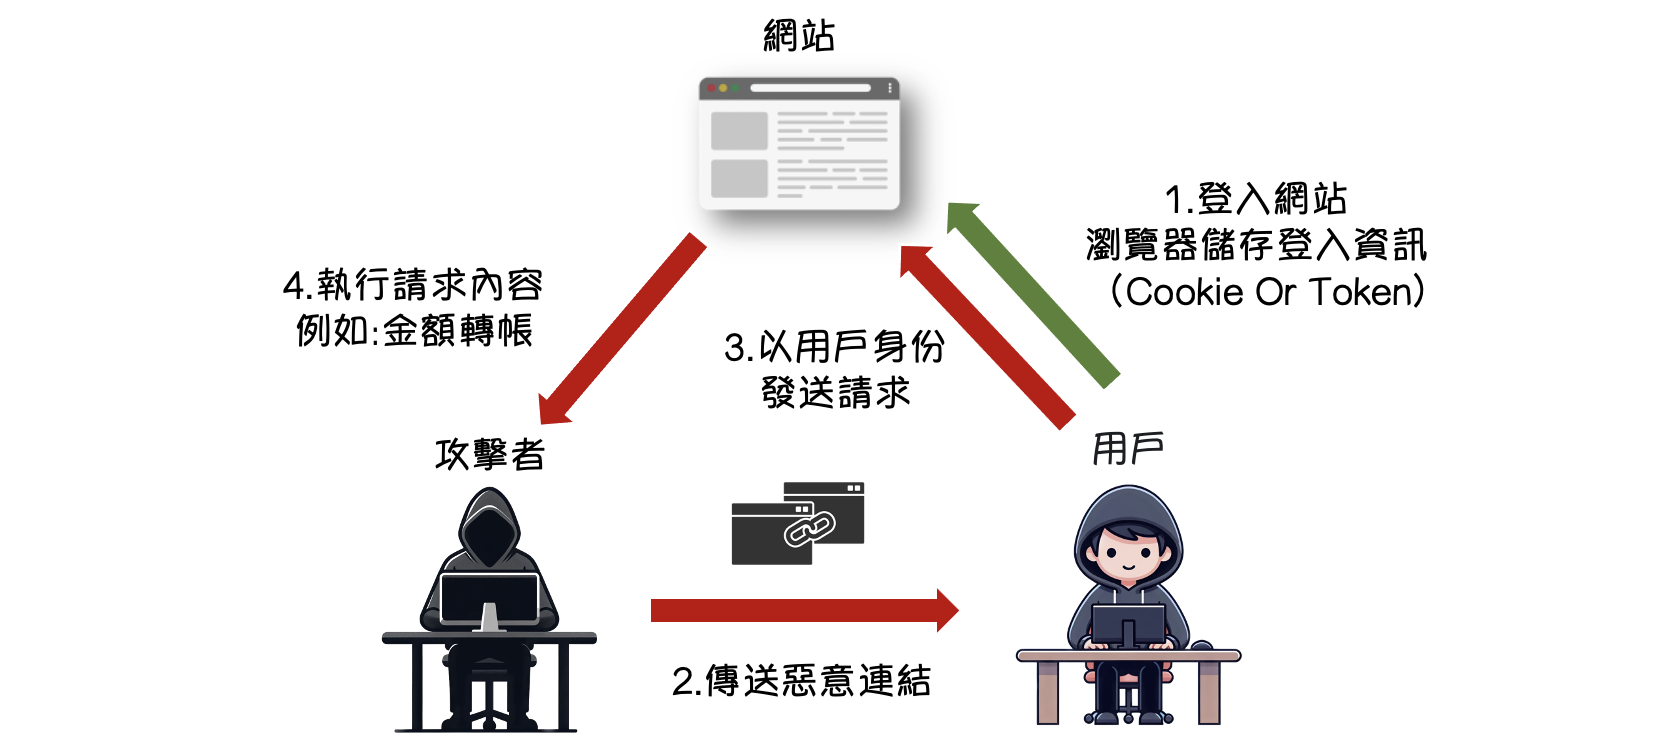 網站
1.登入網站
瀏覽器儲存登入資訊
(Cookie Or Token)
4.執行請求內容
例如:金額轉帳
3.以用戶身份
發送請求
攻擊者
用戶
2.傳送惡意連結